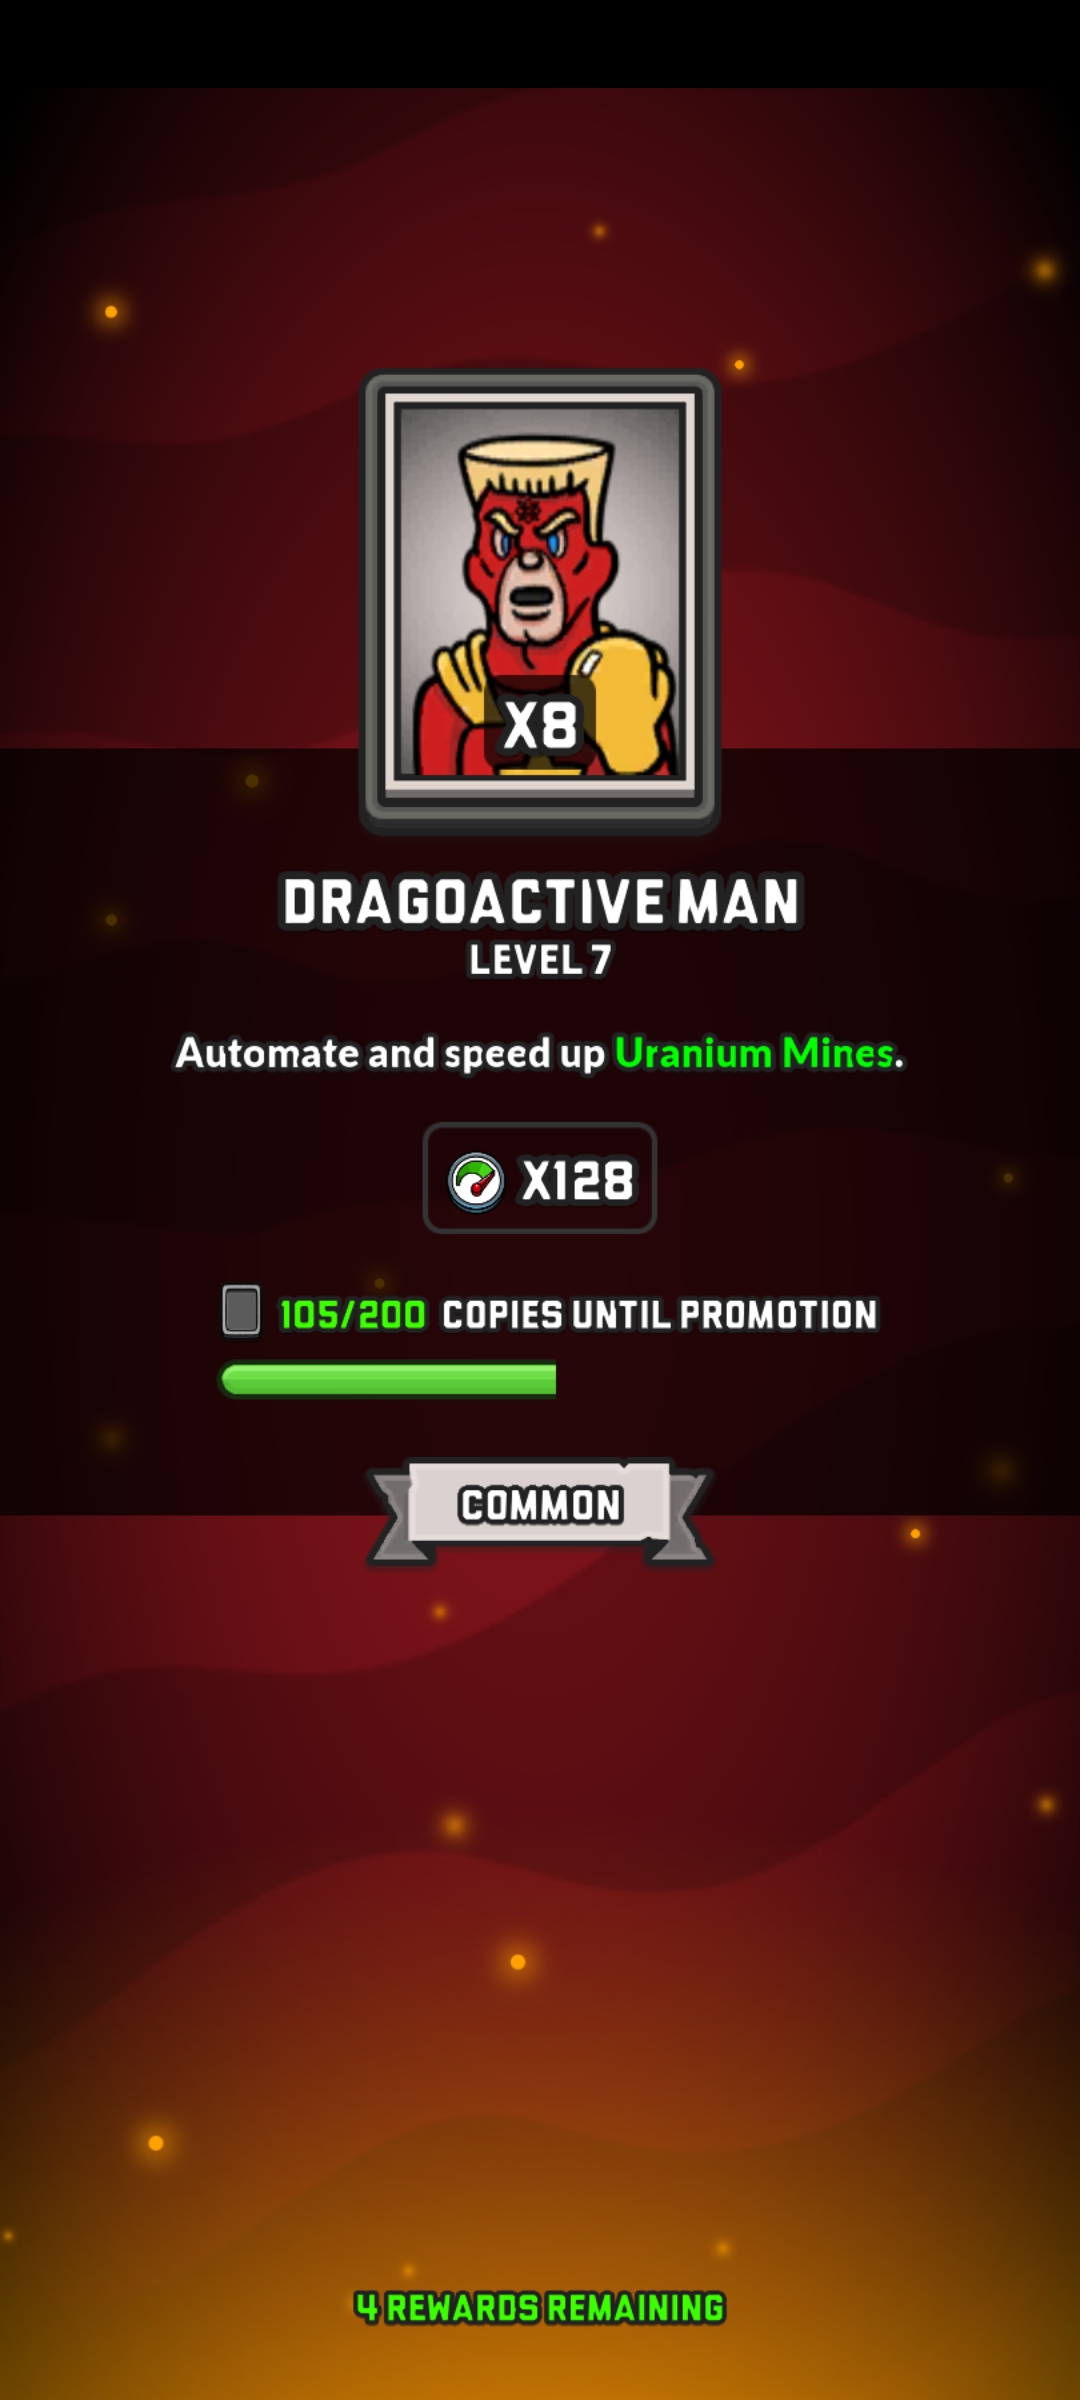 X8
DRAGOACTIVE MAN
LEVEL 7
Automate and speed up Uranium Mines.
X128
105/200 COPIES UNTIL PROMOTION
COMMON
4 REWARDS REMAINING